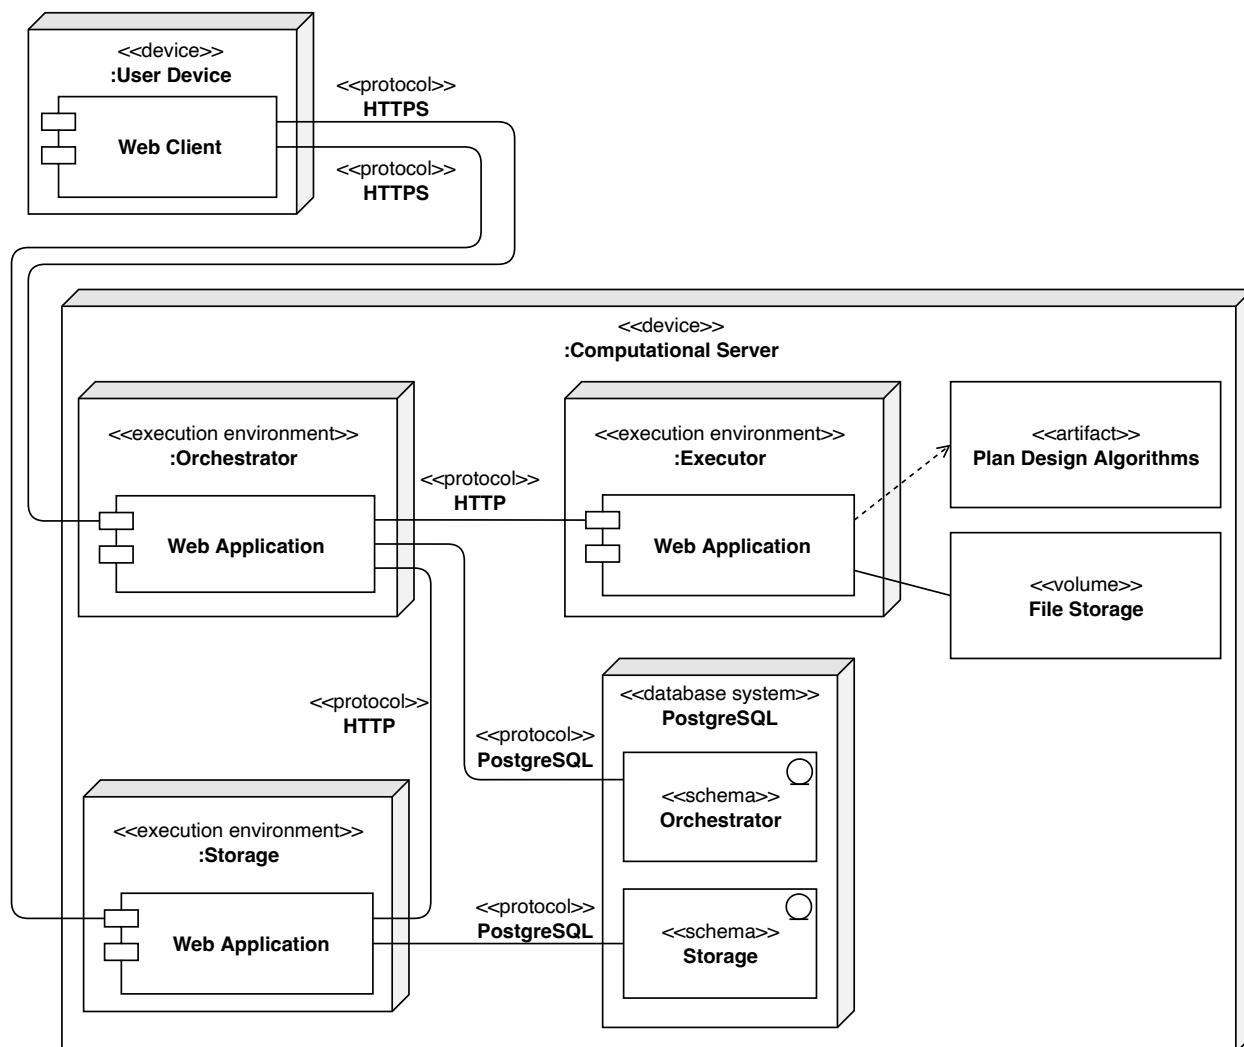 <<device>>
:User Device
Web Client
<<protocol>>
HTTPS
<<protocol>>
HTTPS
<<device>>
:Computational Server
<<execution environment>>
:Orchestrator
Web Application
<<protocol>>
HTTP
<<execution environment>>
:Executor
Web Application
<<artifact>>
Plan Design Algorithms
<<volume>>
File Storage
<<protocol>>
HTTP
<<protocol>>
PostgreSQL
<<database system>>
PostgreSQL
<<schema>>
Orchestrator
<<execution environment>>
:Storage
Web Application
<<protocol>>
PostgreSQL
<<schema>>
Storage